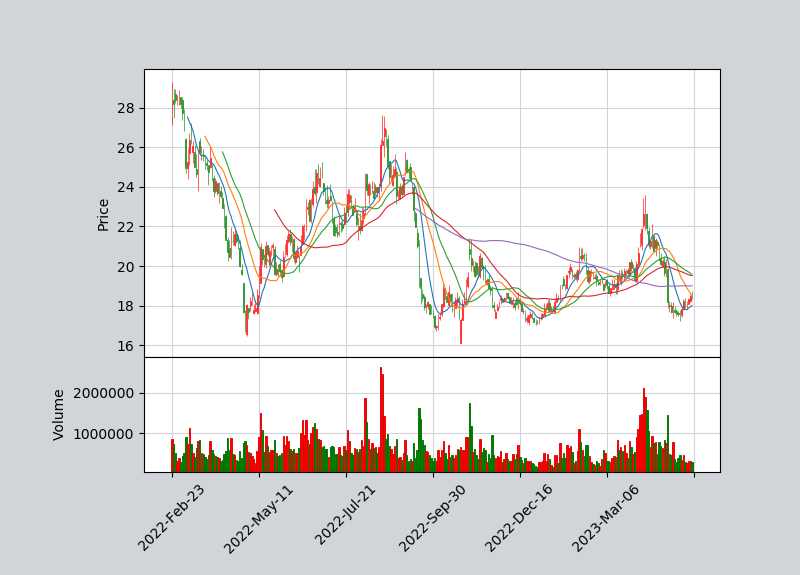 28
26
24
22
20
18
16
Price
2000000
1000000
Volume
2022-Feb-23
2022-May-11
2022-Jul-21
2022-Sep-30
2022-Dec-16
2023-Mar-06